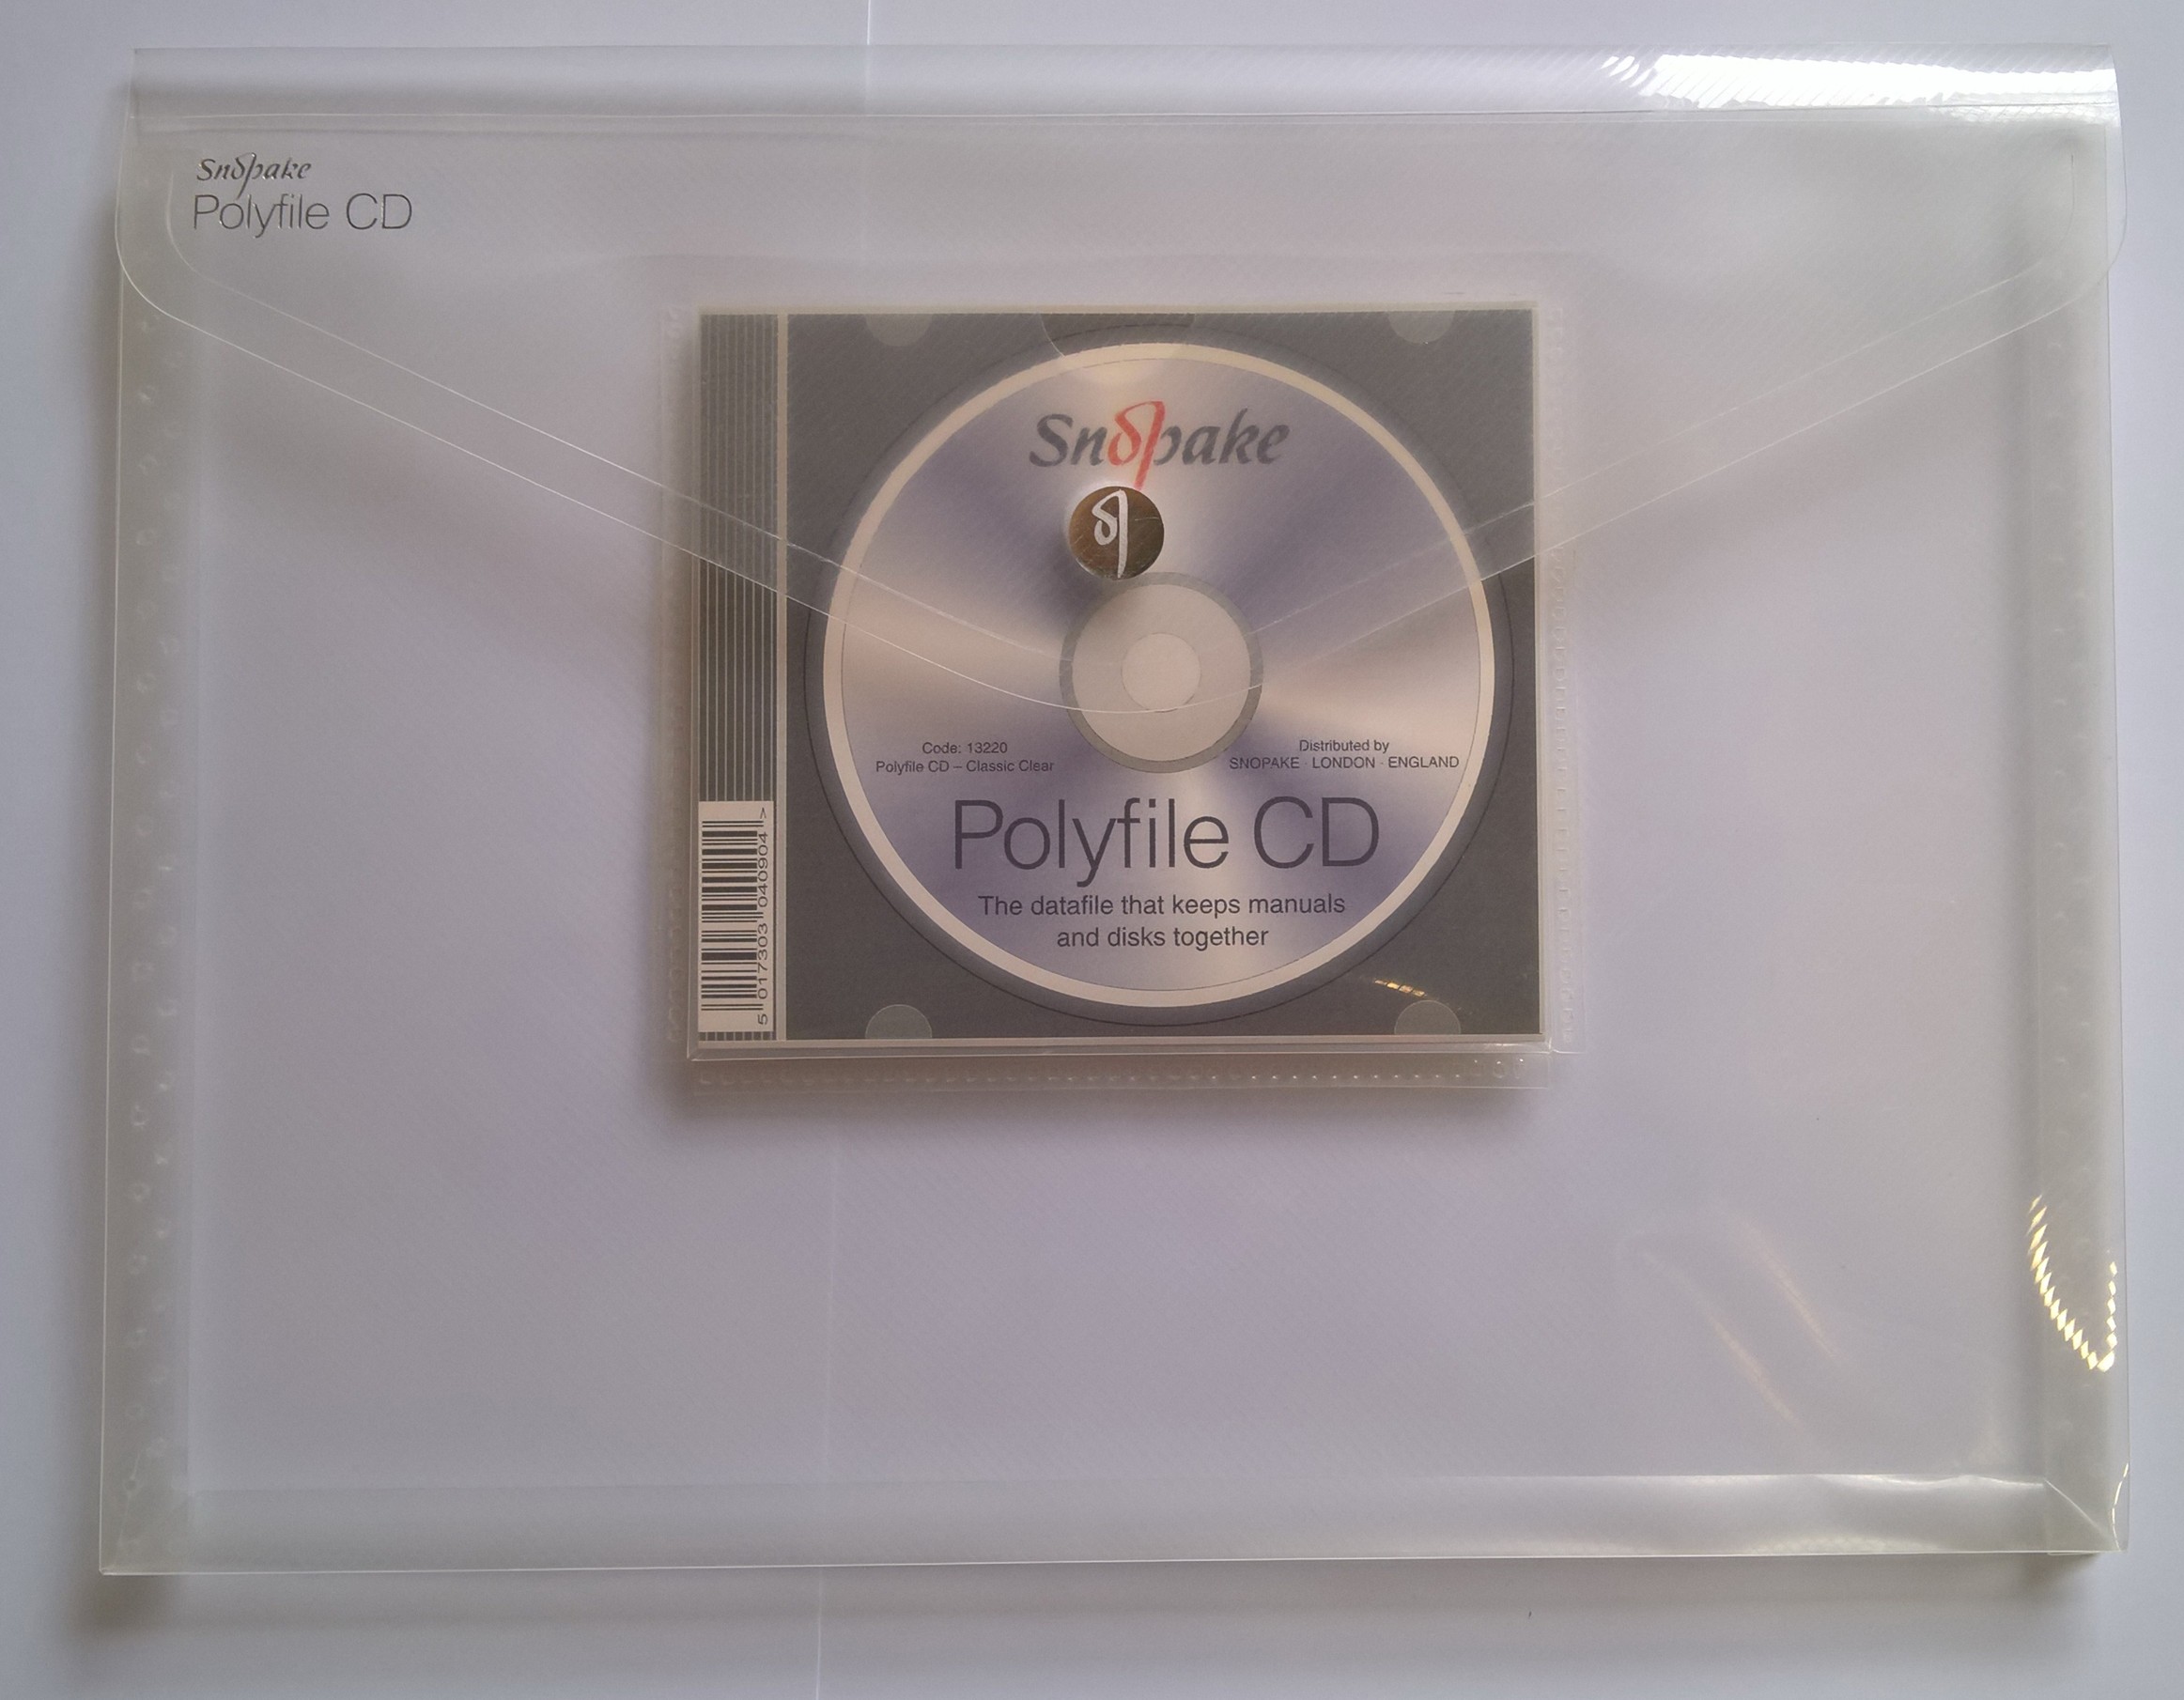 Snopake
Polyfile CD
Snopake
Code: 13220
Polyfile CD – Classic Clear
Distributed by
SNOPAKE · LONDON · ENGLAND
Polyfile CD
The datafile that keeps manuals
and disks together
5 017303 040904 >